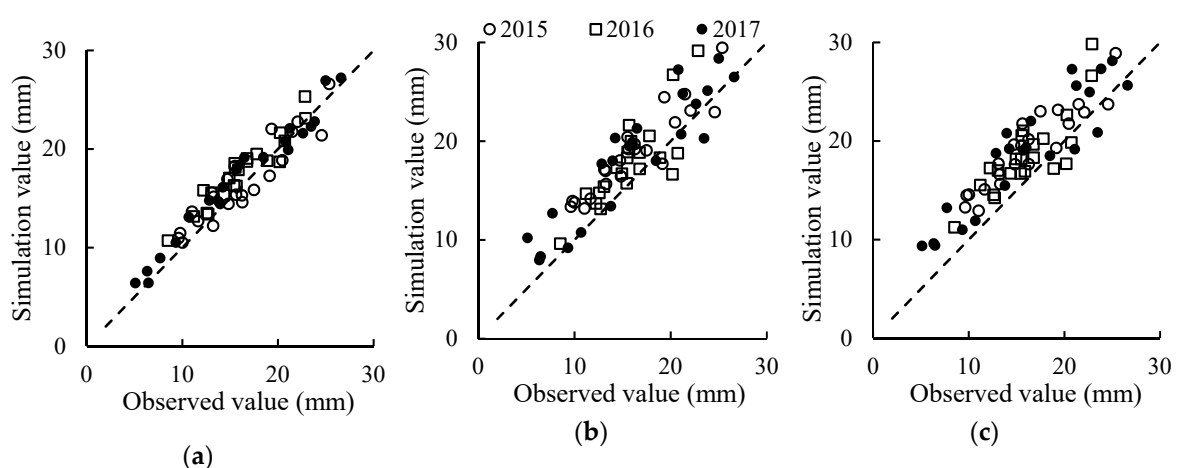 2015 2016 2017
30
20
10
0
0 10 20 30
Simulation value (mm)
Observed value (mm)
(a)
30
20
10
0
0 10 20 30
Simulation value (mm)
Observed value (mm)
(b)
30
20
10
0
0 10 20 30
Simulation value (mm)
Observed value (mm)
(c)